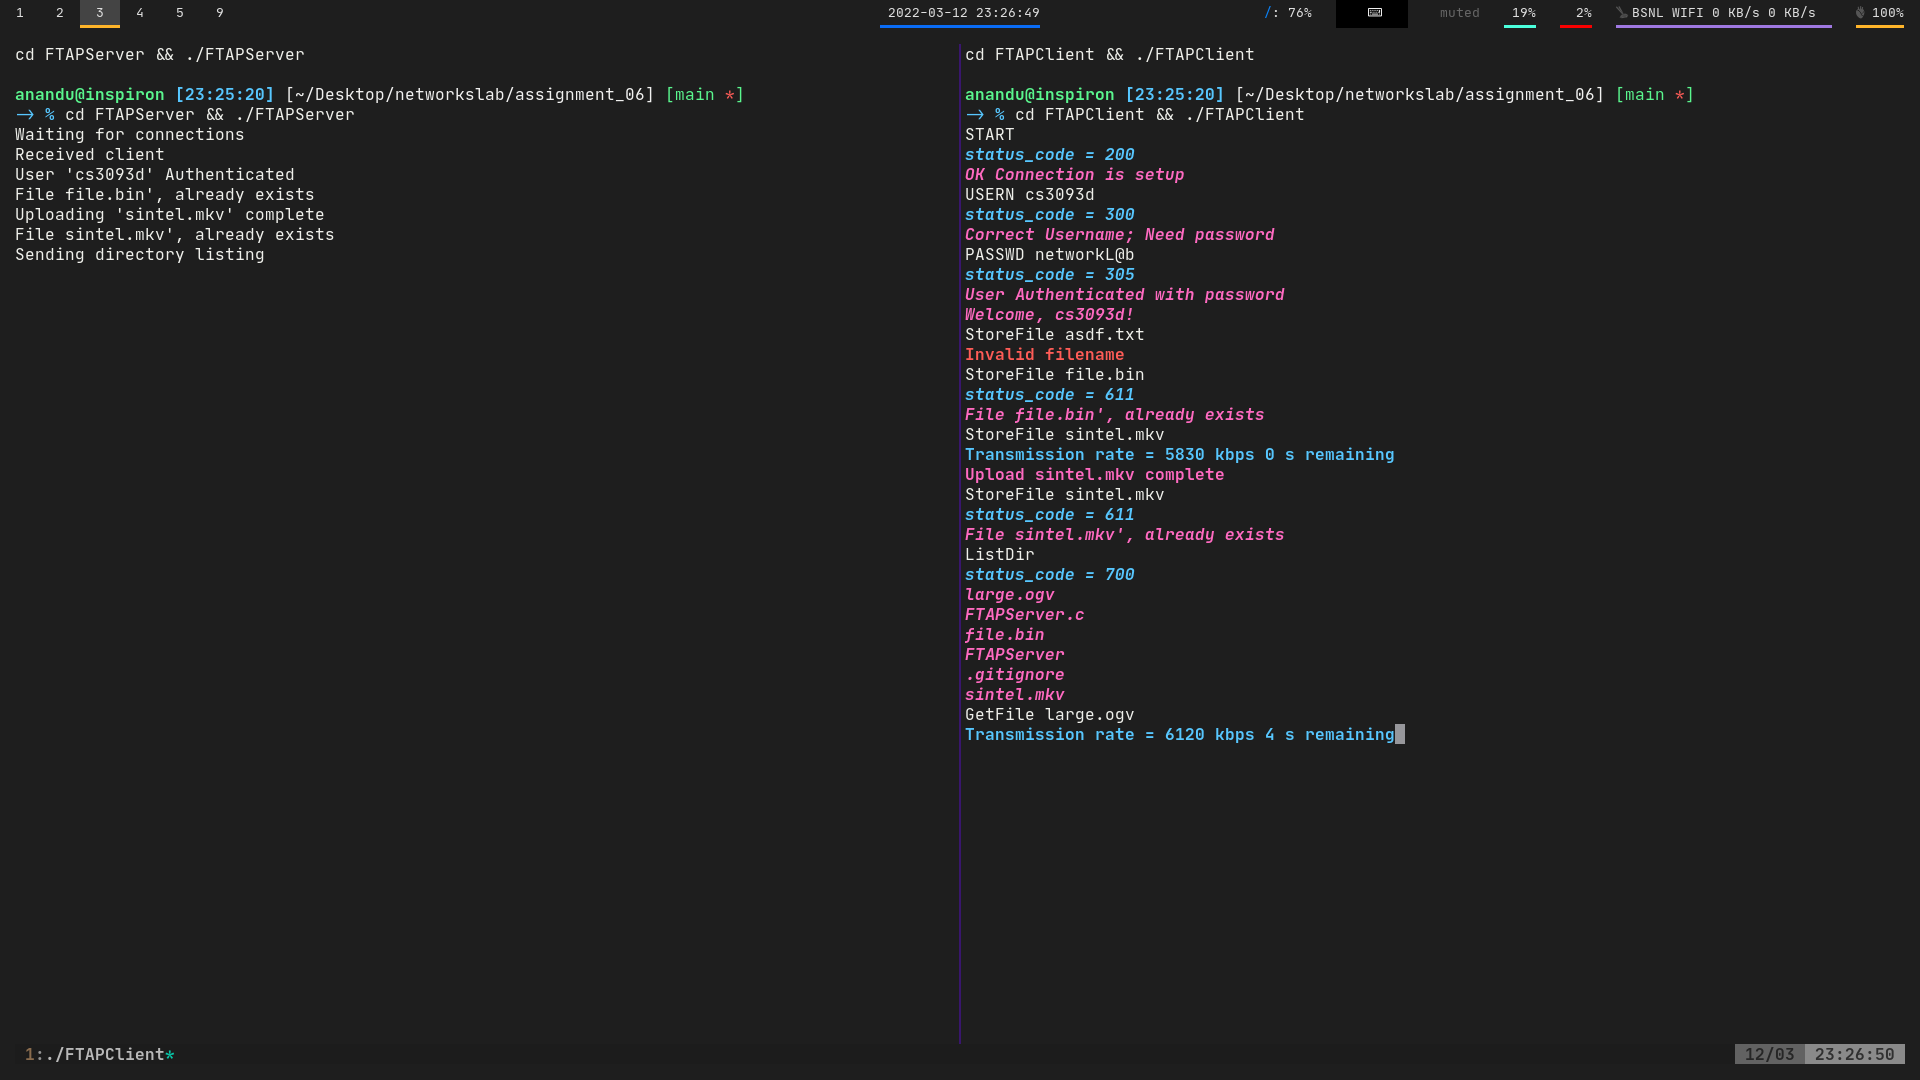 1 2 3 4 5 9 2022-03-12 23:26:49 /: 76% muted 19% 2% BSNL WIFI 0 KB/s 0 KB/s 100%
cd FTAPServer && ./FTAPServer
anandu@inspiron [23:25:20] [~/Desktop/networkslab/assignment_06] [main *]
-> % cd FTAPServer && ./FTAPServer
Waiting for connections
Received client
User 'cs3093d' Authenticated
File file.bin', already exists
Uploading 'sintel.mkv' complete
File sintel.mkv', already exists
Sending directory listing
cd FTAPClient && ./FTAPClient
anandu@inspiron [23:25:20] [~/Desktop/networkslab/assignment_06] [main *]
-> % cd FTAPClient && ./FTAPClient
START
status_code = 200
OK Connection is setup
USERN cs3093d
status_code = 300
Correct Username; Need password
PASSWD networkL@b
status_code = 305
User Authenticated with password
Welcome, cs3093d!
StoreFile asdf.txt
Invalid filename
StoreFile file.bin
status_code = 611
File file.bin', already exists
StoreFile sintel.mkv
Transmission rate = 5830 kbps 0 s remaining
Upload sintel.mkv complete
StoreFile sintel.mkv
status_code = 611
File sintel.mkv', already exists
ListDir
status_code = 700
large.ogv
FTAPServer.c
file.bin
FTAPServer
.gitignore
sintel.mkv
GetFile large.ogv
Transmission rate = 6120 kbps 4 s remaining
1:./FTAPClient* 12/03 23:26:50